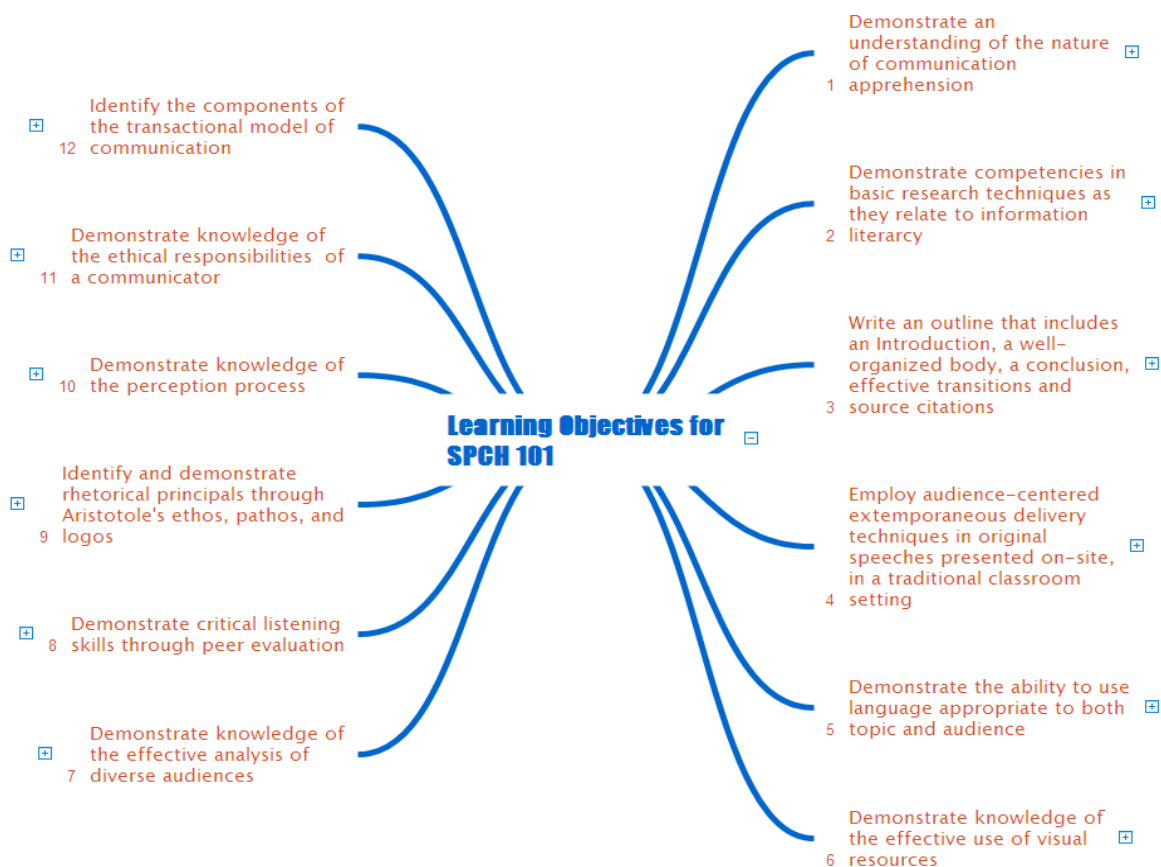 Learning Objectives for
SPCH 101
Demonstrate an
understanding of the nature
of communication
1 apprehension
Demonstrate competencies in
basic research techniques as
they relate to information
2 literarcy
Write an outline that includes
an Introduction, a well-
organized body, a conclusion,
effective transitions and
3 source citations
Employ audience-centered
extemporaneous delivery
techniques in original
speeches presented on-site,
in a traditional classroom
4 setting
Demonstrate the ability to use
language appropriate to both
5 topic and audience
Demonstrate knowledge of
the effective use of visual
6 resources
Demonstrate knowledge of
the effective analysis of
7 diverse audiences
Demonstrate critical listening
8 skills through peer evaluation
Identify and demonstrate
rhetorical principals through
Aristotole's ethos, pathos, and
9 logos
Demonstrate knowledge of
10 the perception process
Demonstrate knowledge of
the ethical responsibilities of
11 a communicator
Identify the components of
the transactional model of
12 communication